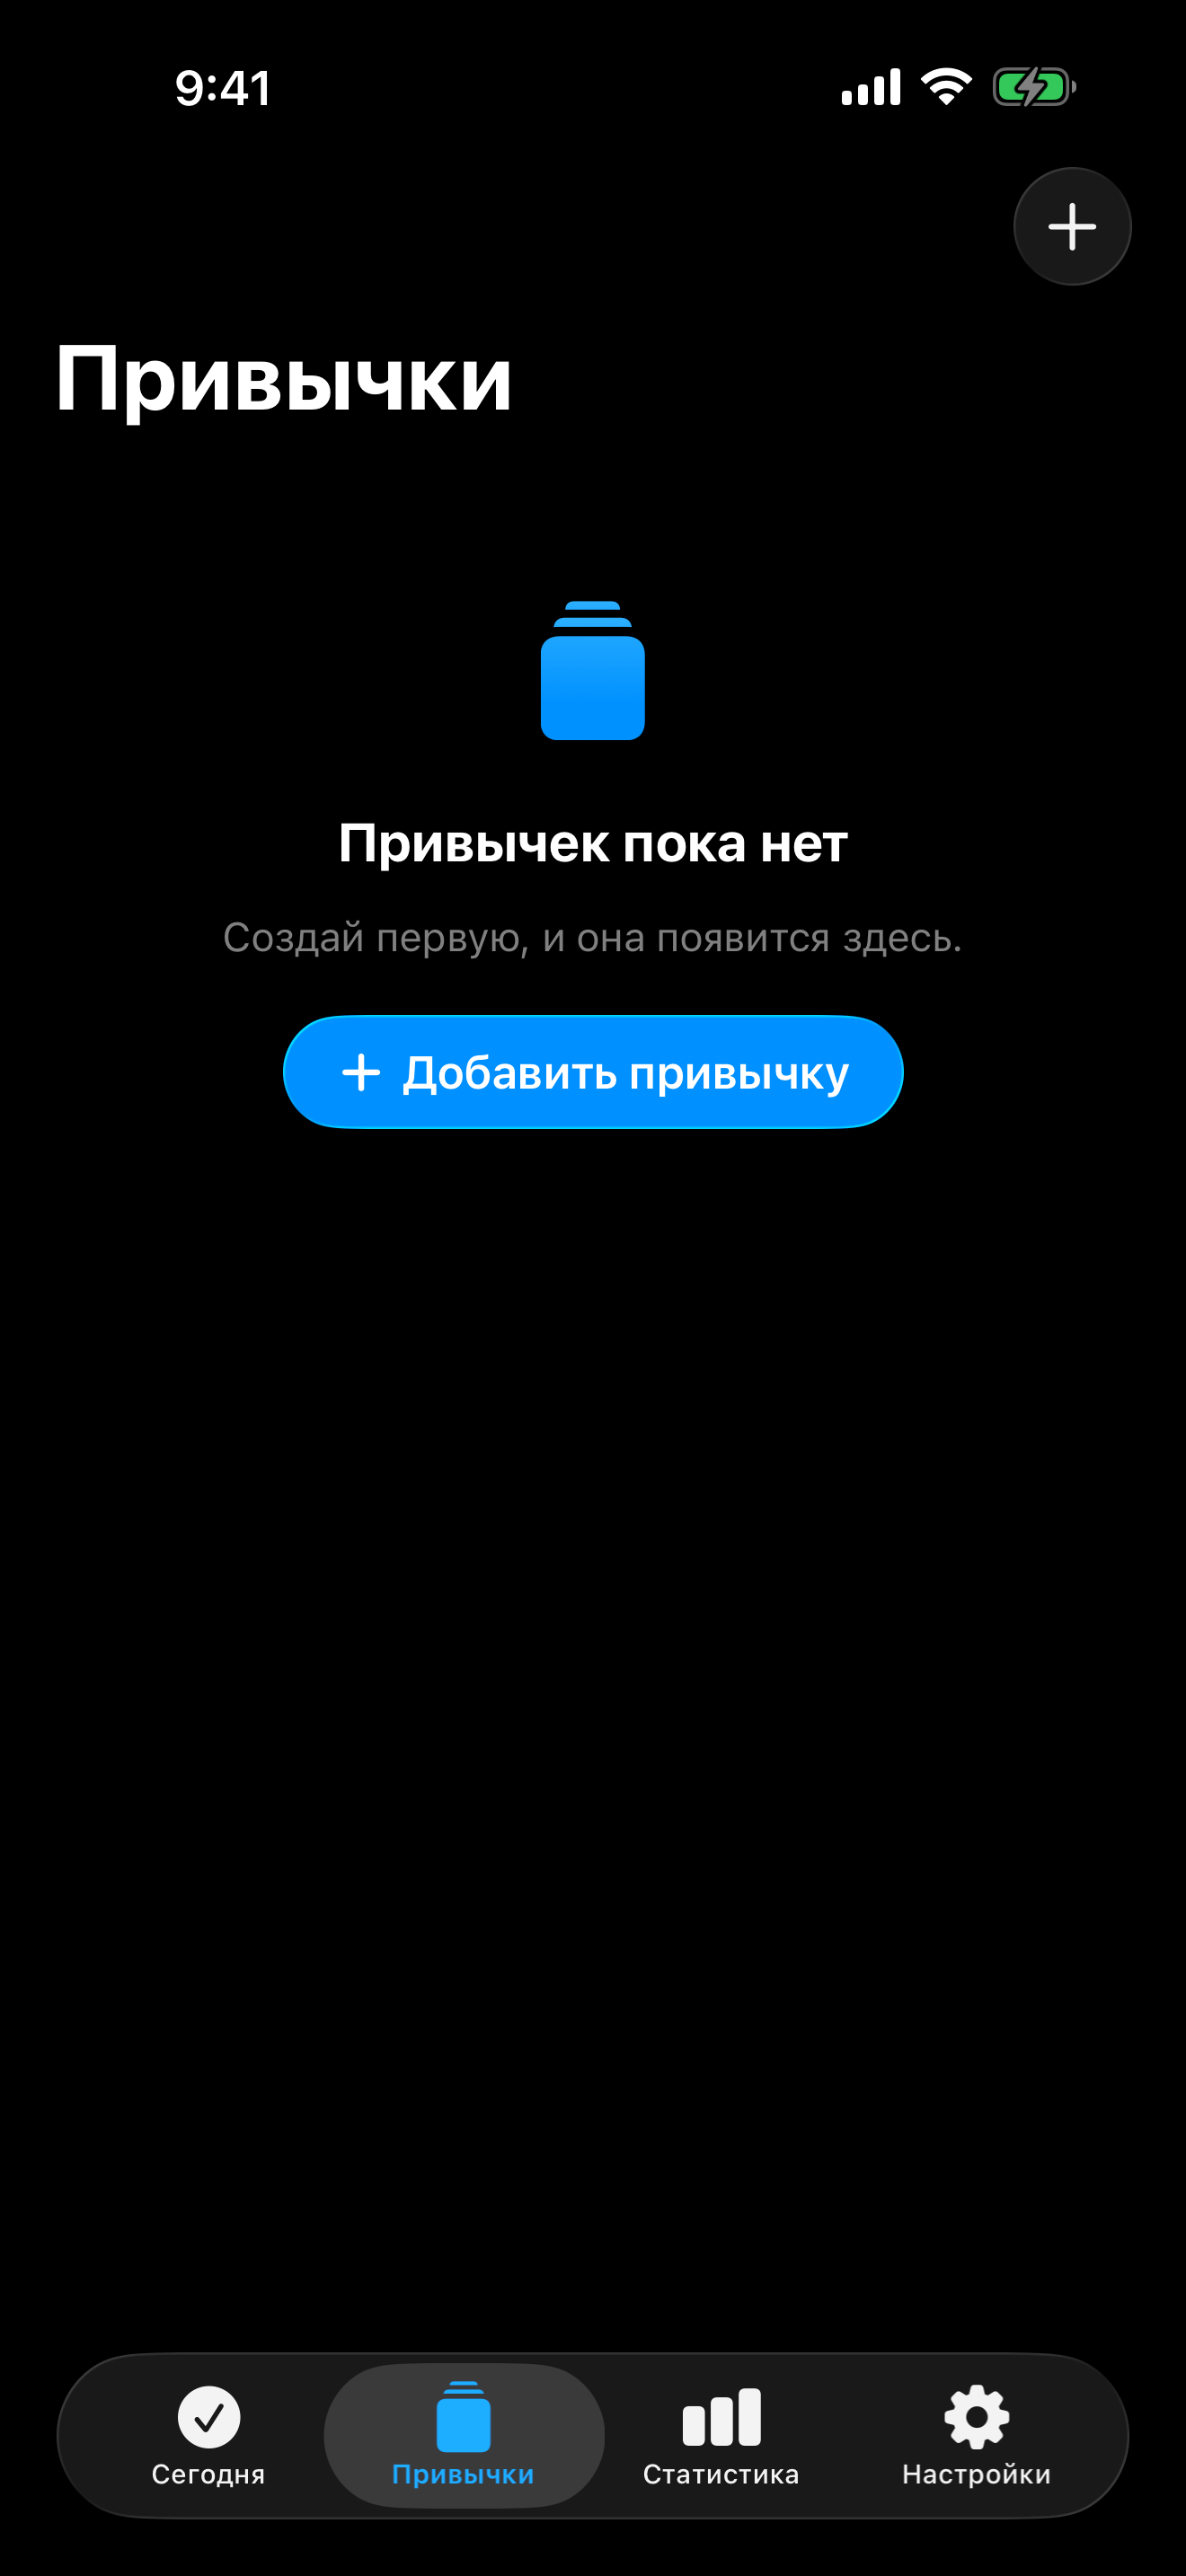 9:41
Привычки
Привычек пока нет
Создай первую, и она появится здесь.
Добавить привычку
Сегодня
Привычки
Статистика
Настройки